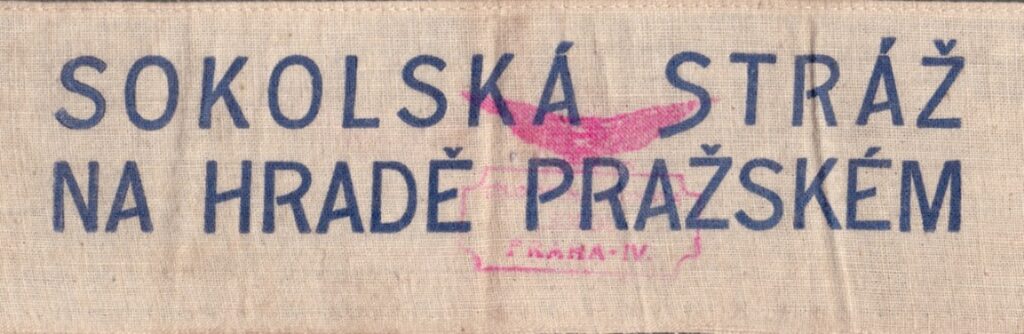 SOKOLSKÁ STRÁŽ
NA HRADĚ PRAŽSKÉM
PRAHA-IV.